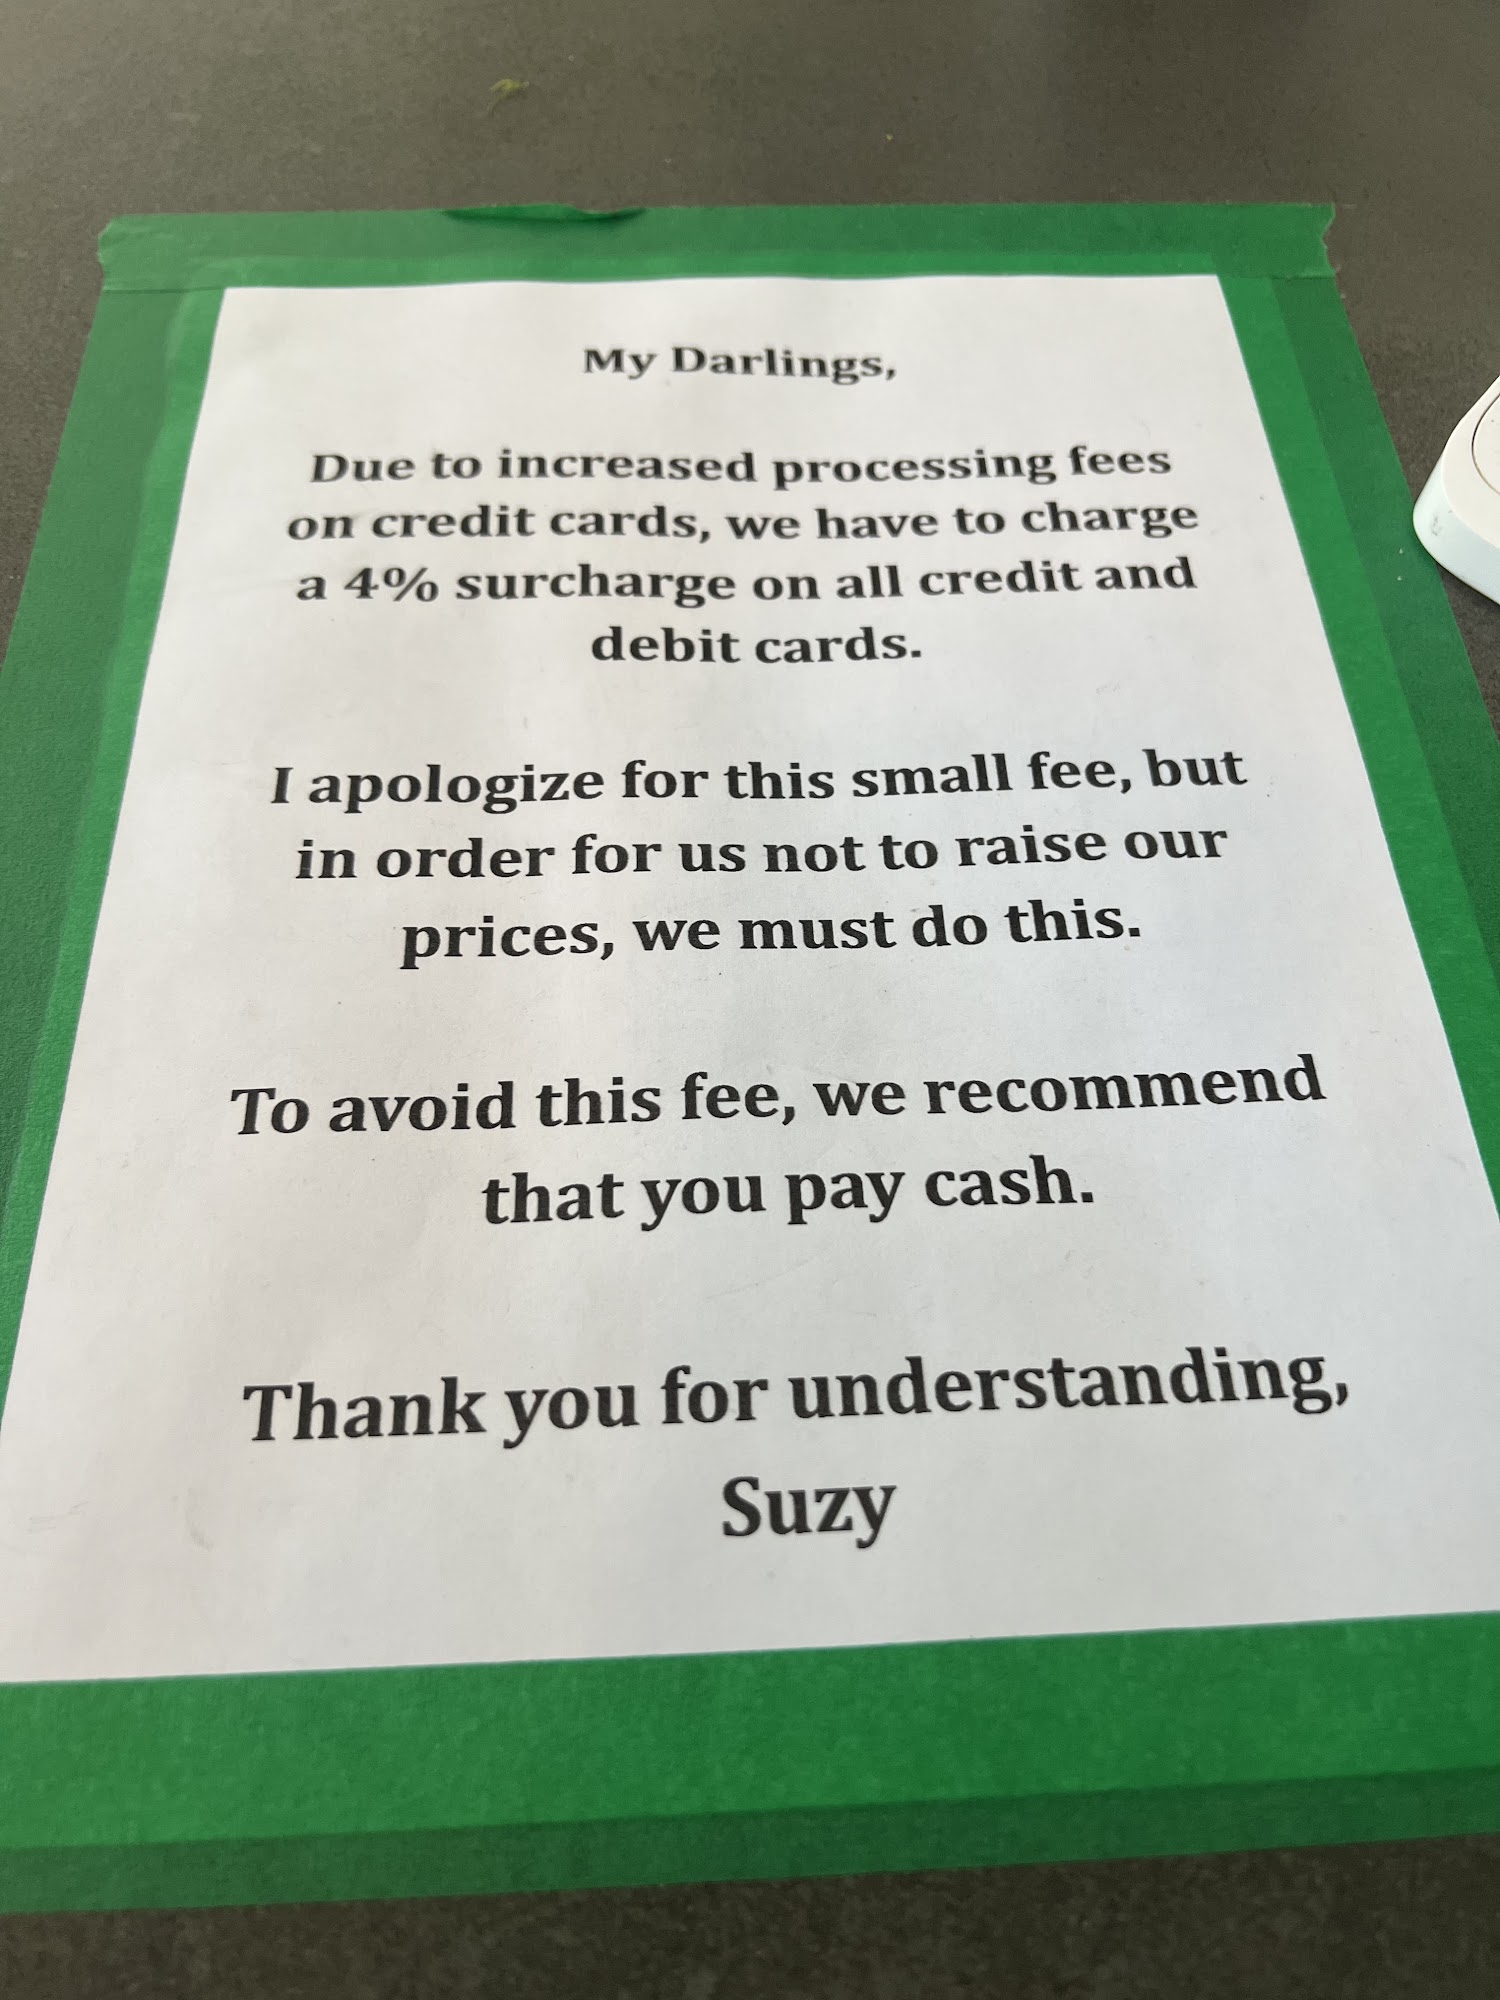 My Darlings,
Due to increased processing fees
on credit cards, we have to charge
a 4% surcharge on all credit and
debit cards.
I apologize for this small fee, but
in order for us not to raise our
prices, we must do this.
To avoid this fee, we recommend
that you pay cash.
Thank you for understanding,
Suzy